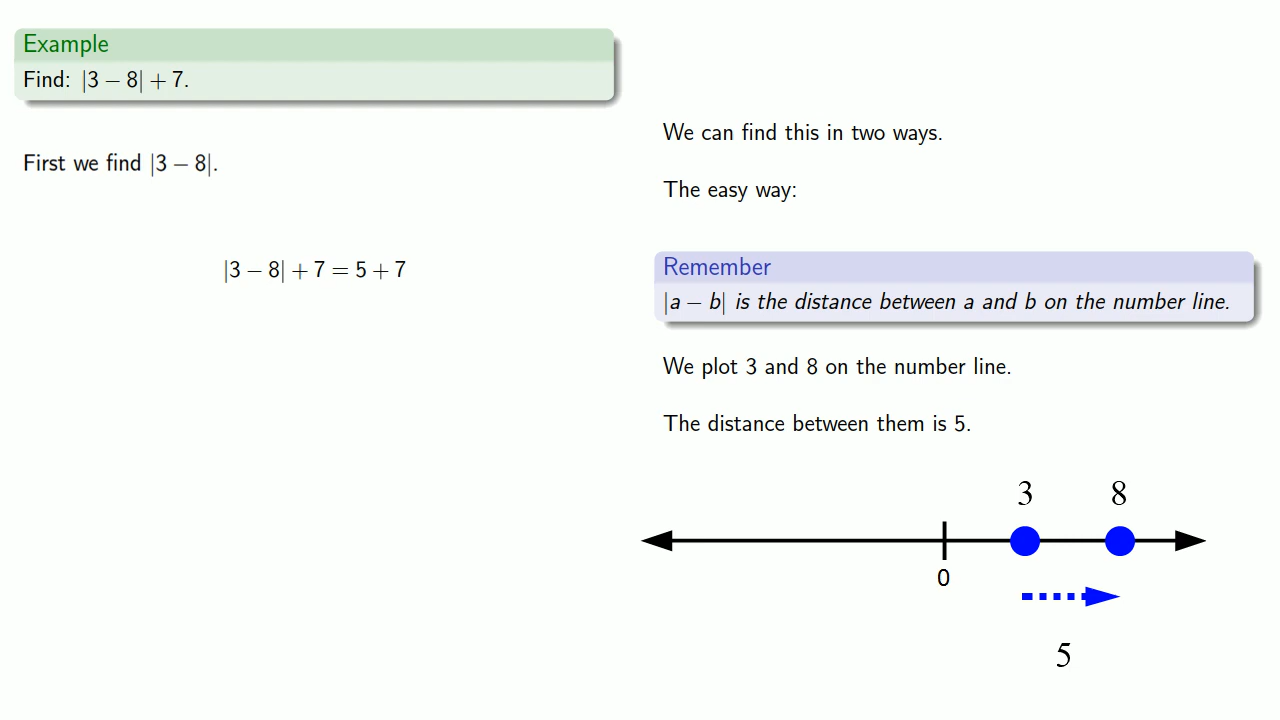 Example
Find: |3 − 8| + 7.
First we find |3 − 8|.
|3 − 8| + 7 = 5 + 7
We can find this in two ways.
The easy way:
Remember
|a − b| is the distance between a and b on the number line.
We plot 3 and 8 on the number line.
The distance between them is 5.
3 8
0
5